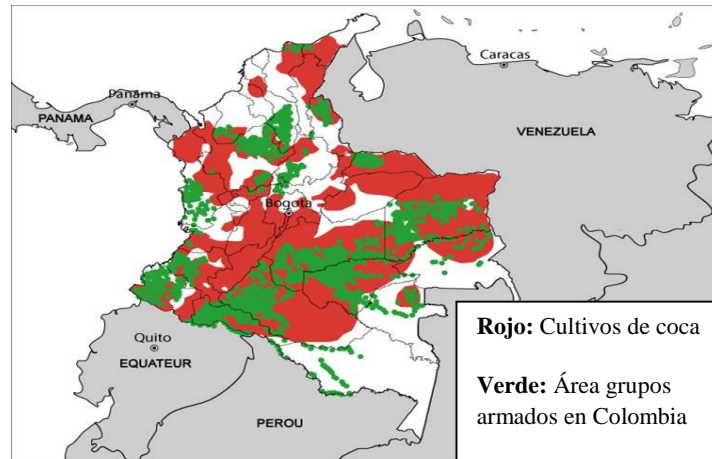 Caracas
Panama
PANAMA
VENEZUELA
Bogota
Quito
EQUATEUR
PEROU
Rojo: Cultivos de coca
Verde: Área grupos
armados en Colombia